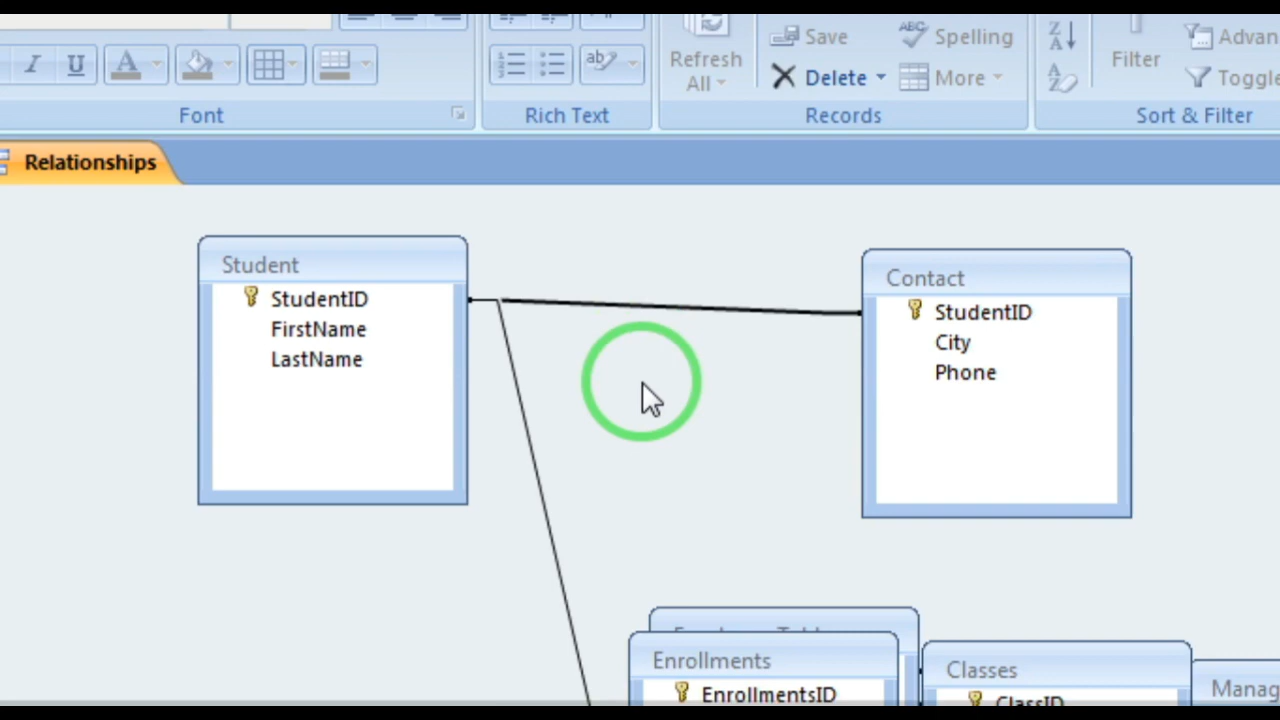 Save
Spelling
Advan
Refresh
All
Filter
Delete
More
Toggle
Font
Rich Text
Records
Sort & Filter
Relationships
Student
StudentID
FirstName
LastName
Contact
StudentID
City
Phone
Enrollments
EnrollmentsID
Classes
ClassID
Manag